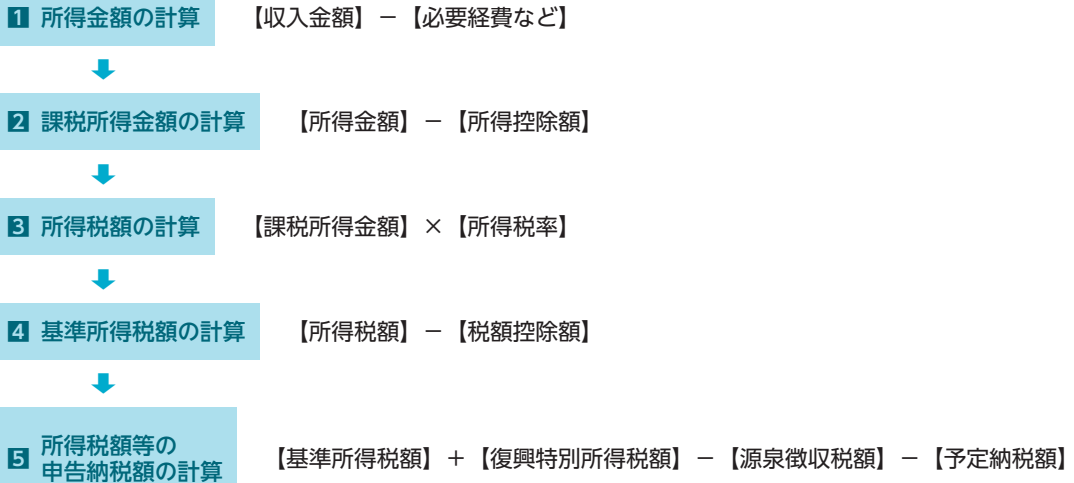 1 所得金額の計算 【収入金額】－【必要経費など】
2 課税所得金額の計算 【所得金額】－【所得控除額】
3 所得税額の計算 【課税所得金額】×【所得税率】
4 基準所得税額の計算 【所得税額】－【税額控除額】
5 所得税額等の
申告納税額の計算 【基準所得税額】＋【復興特別所得税額】－【源泉徴収税額】－【予定納税額】